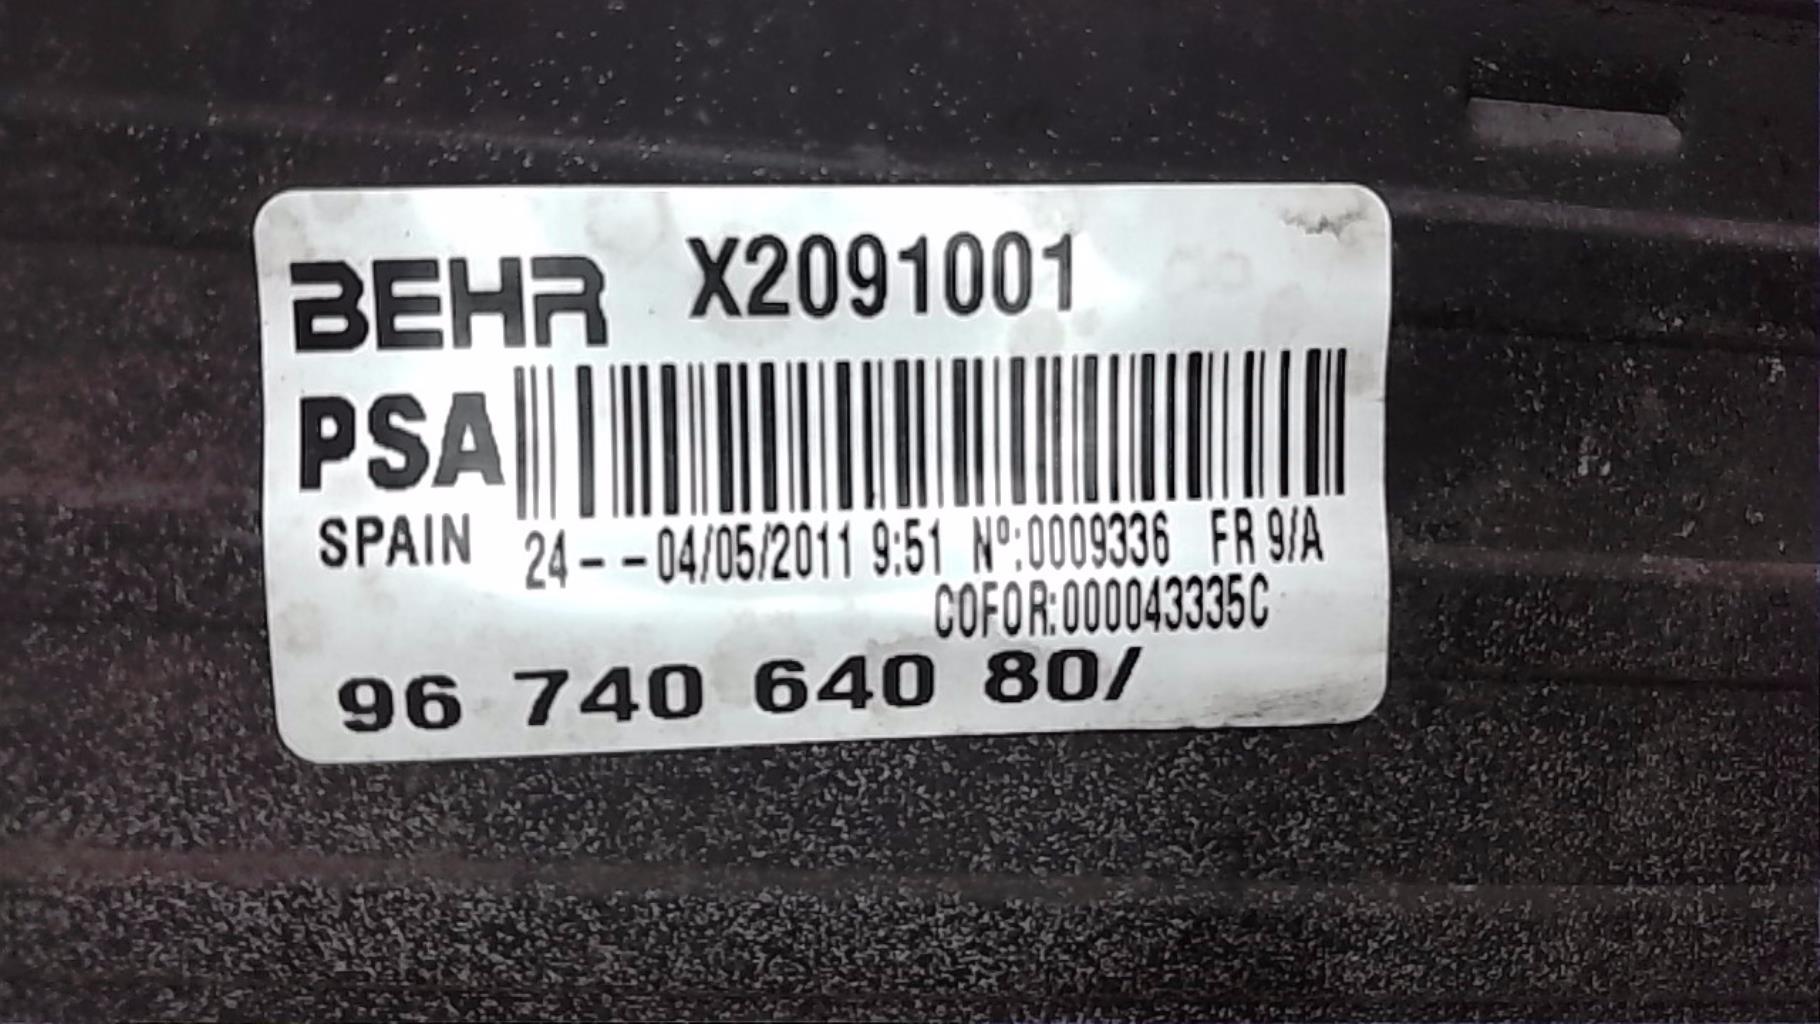 BEHR X2091001
PSA
SPAIN 24--04/05/2011 9:51 Nº:0009336 FR 9/A
COFOR:000043335C
96 740 640 80/